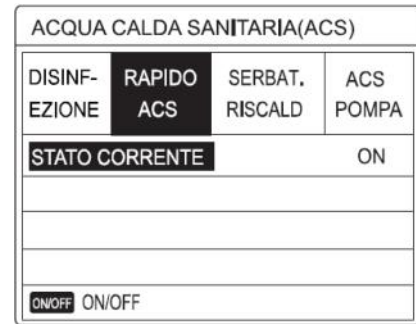 ACQUA CALDA SANITARIA(ACS)
DISINF-
EZIONE
RAPIDO
ACS
SERBAT.
RISCALD
ACS
POMPA
STATO CORRENTE ON
ON/OFF ON/OFF